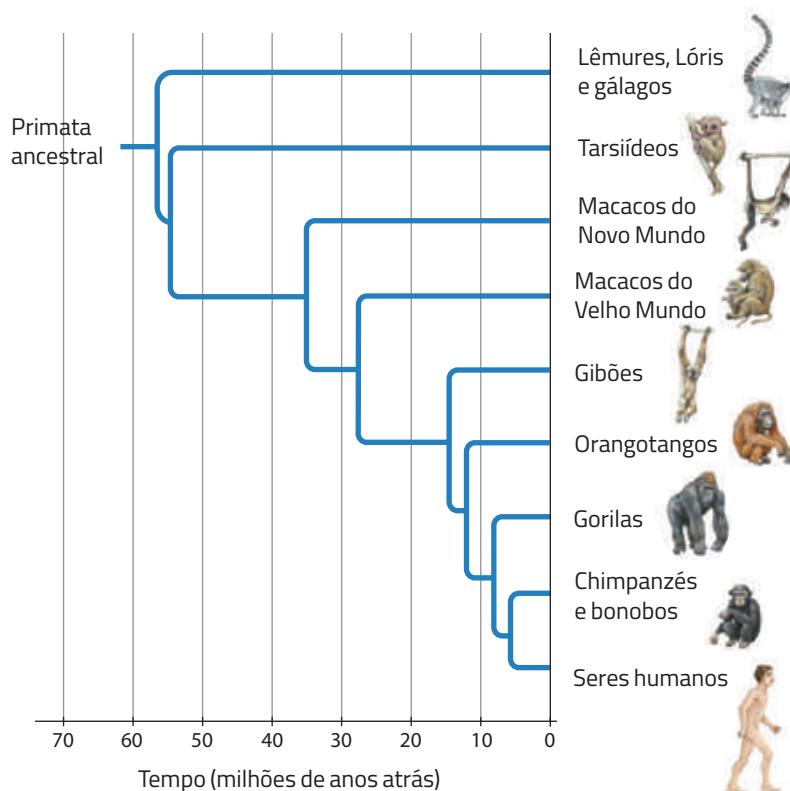 Lêmures, Lóris
e gálagos
Primata
ancestral
Tarsiídeos
Macacos do
Novo Mundo
Macacos do
Velho Mundo
Gibões
Orangotangos
Gorilas
Chimpanzés
e bonobos
Seres humanos
70 60 50 40 30 20 10 0
Tempo (milhões de anos atrás)